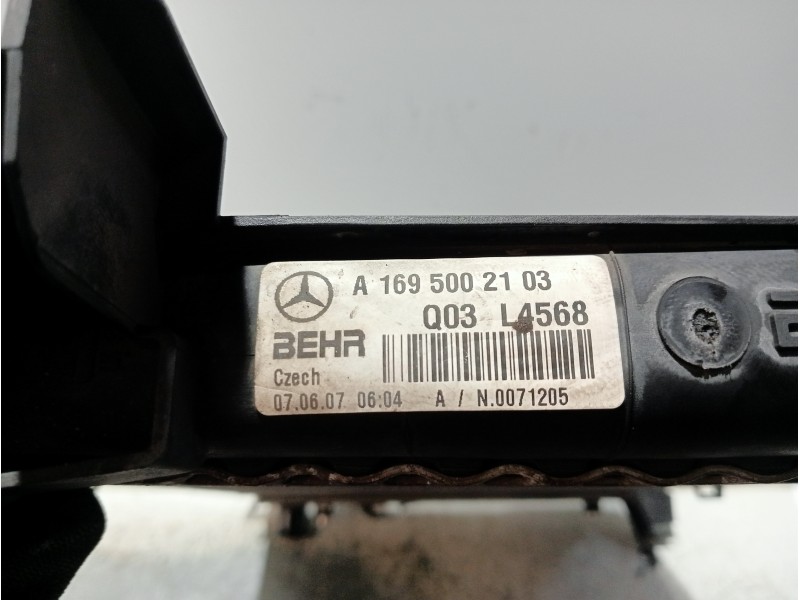 A 169 500 21 03
Q03 L4568
BEHR
Czech
07.06.07 06:04 A / N.0071205